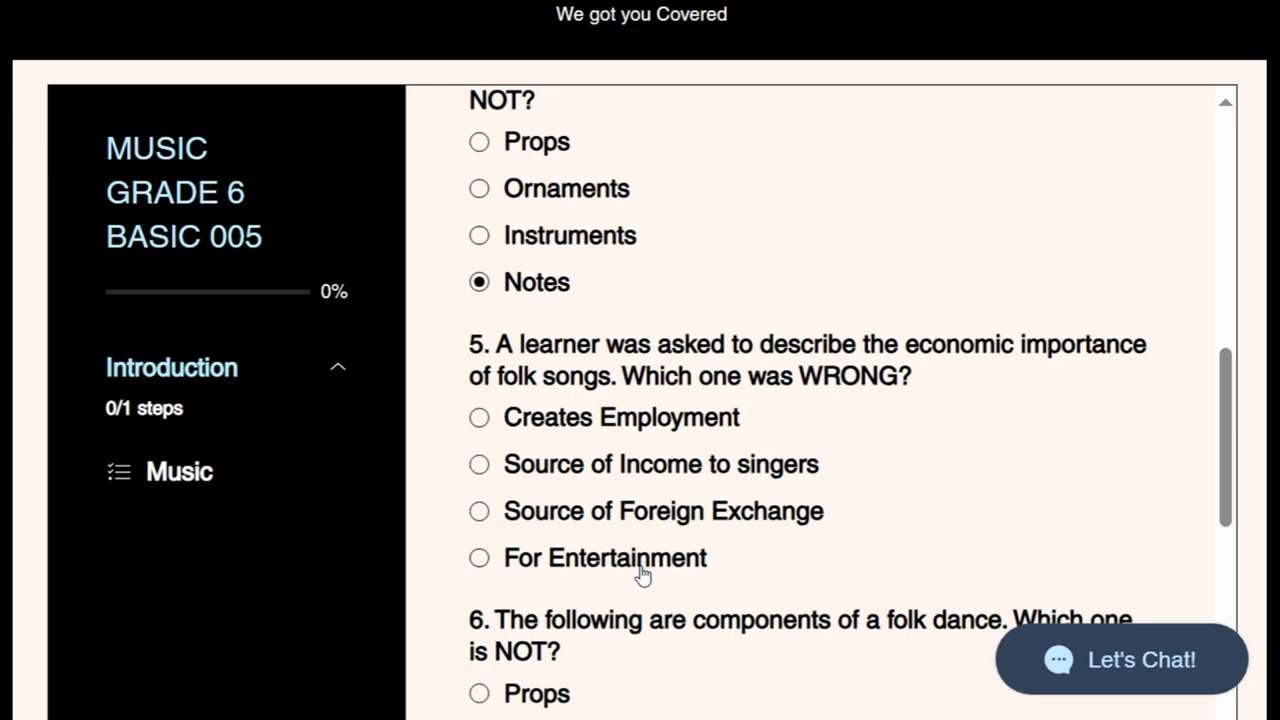 We got you Covered
MUSIC
GRADE 6
BASIC 005
0%
Introduction
0/1 steps
Music
NOT?
Props
Ornaments
Instruments
Notes
5. A learner was asked to describe the economic importance
of folk songs. Which one was WRONG?
Creates Employment
Source of Income to singers
Source of Foreign Exchange
For Entertainment
6. The following are components of a folk dance. Which one
is NOT?
Props
Let's Chat!